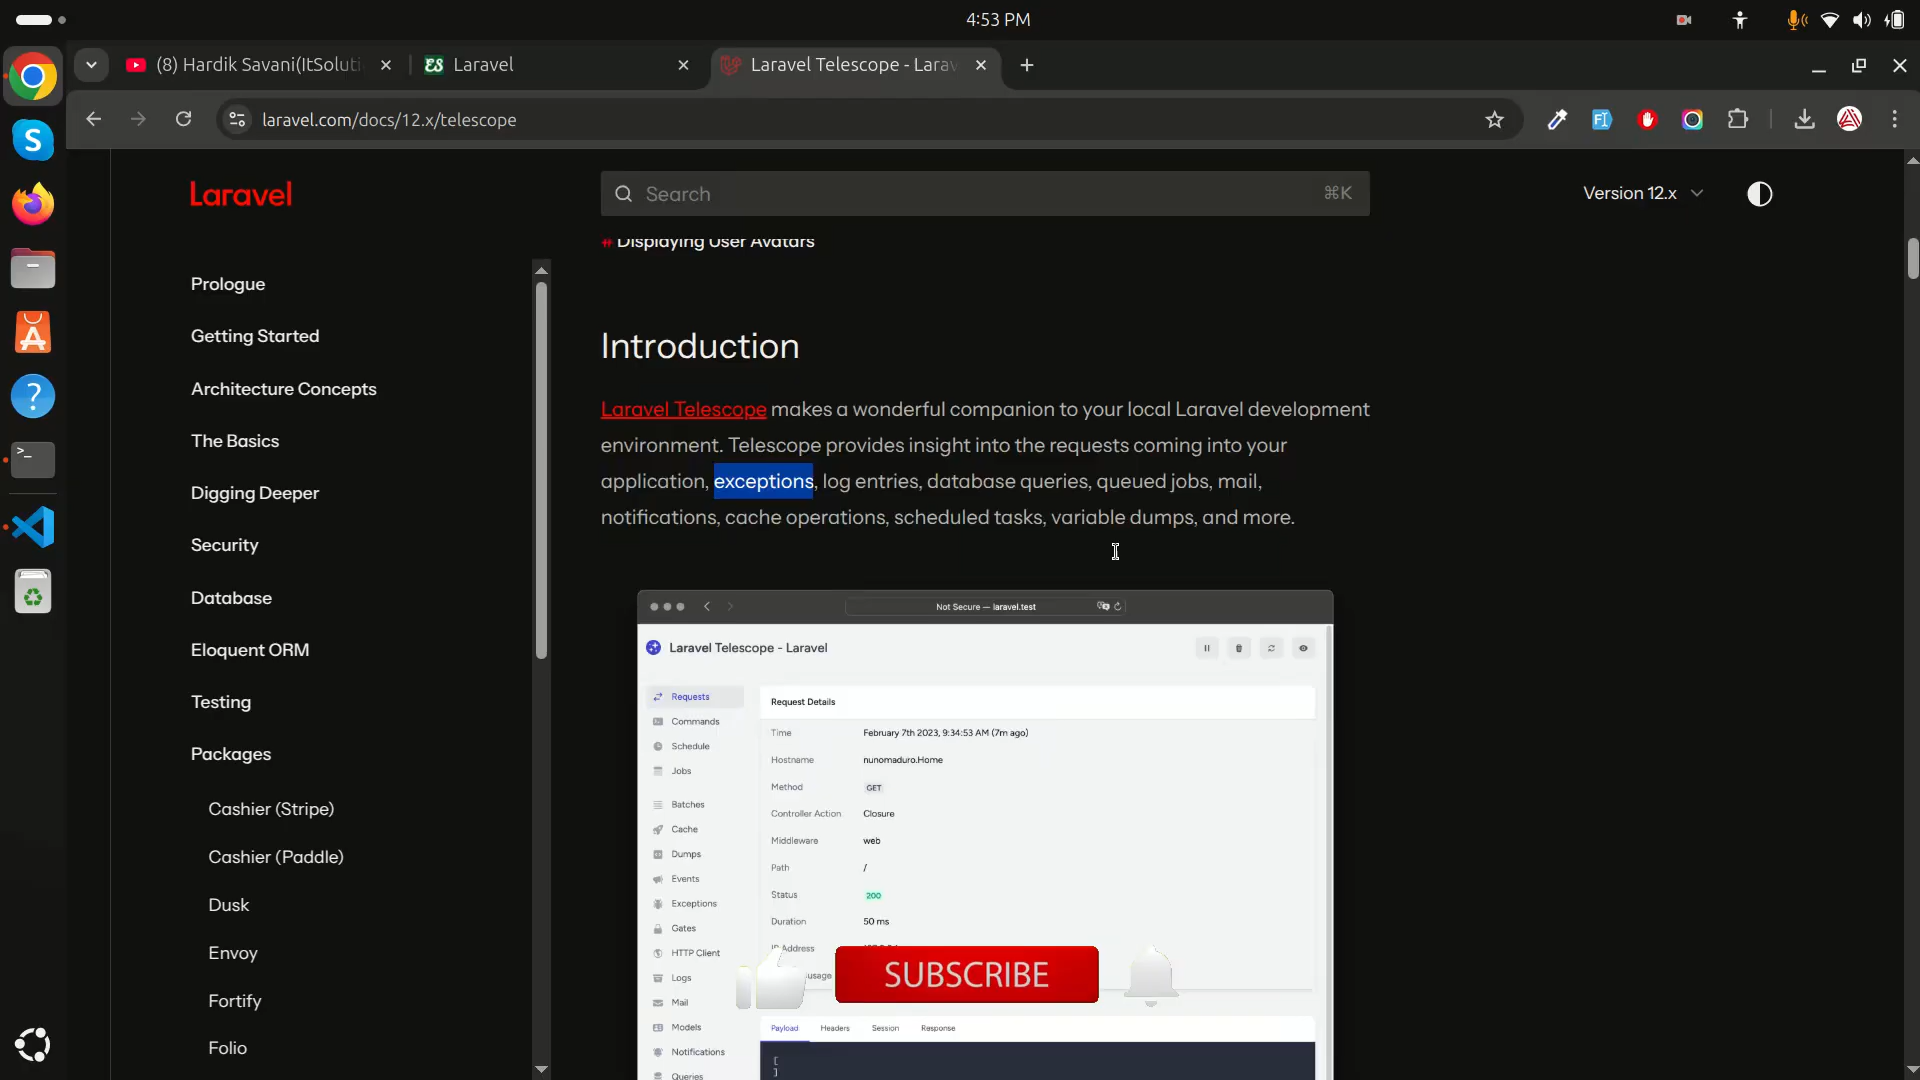 4:53 PM
(8) Hardik Savani(ItSoluti
Laravel
Laravel Telescope - Larav
laravel.com/docs/12.x/telescope
Laravel
Search
⌘K
Version 12.x
# Displaying User Avatars
Prologue
Getting Started
Architecture Concepts
The Basics
Digging Deeper
Security
Database
Eloquent ORM
Testing
Packages
Cashier (Stripe)
Cashier (Paddle)
Dusk
Envoy
Fortify
Folio
Introduction
Laravel Telescope makes a wonderful companion to your local Laravel development
environment. Telescope provides insight into the requests coming into your
application, exceptions, log entries, database queries, queued jobs, mail,
notifications, cache operations, scheduled tasks, variable dumps, and more.
Not Secure — laravel.test
Laravel Telescope - Laravel
Requests
Commands
Schedule
Jobs
Batches
Cache
Dumps
Events
Exceptions
Gates
HTTP Client
Logs
Mail
Models
Notifications
Queries
Request Details
Time February 7th 2023, 9:34:53 AM (7m ago)
Hostname nunomaduro.Home
Method GET
Controller Action Closure
Middleware web
Path /
Status 200
Duration 50 ms
IP Address
usage
SUBSCRIBE
Payload Headers Session Response
[
]